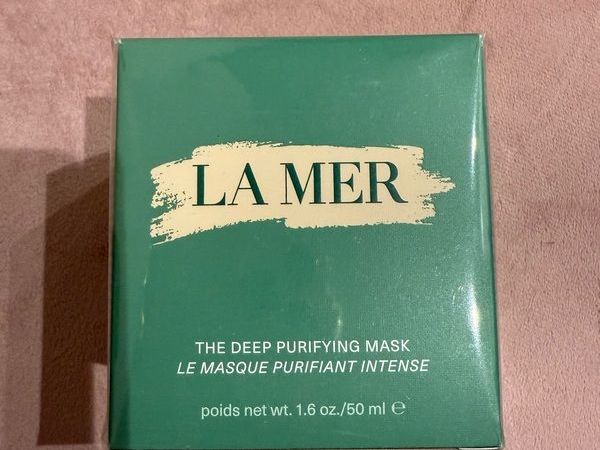 LA MER
THE DEEP PURIFYING MASK
LE MASQUE PURIFIANT INTENSE
poids net wt. 1.6 oz./50 ml ℮